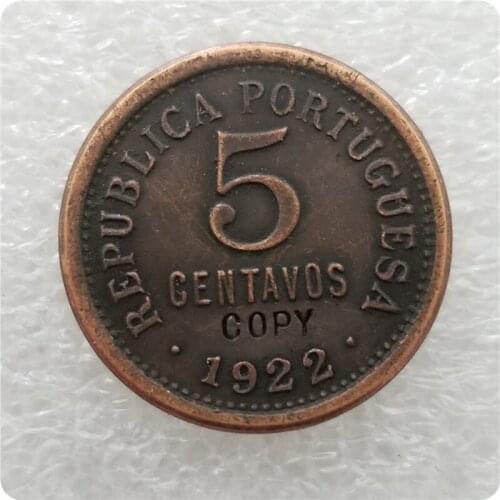 REPUBLICA PORTUGUESA
5
CENTAVOS
COPY
· 1922 ·